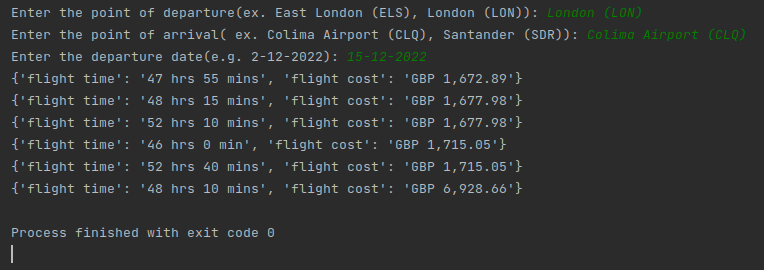 Enter the point of departure(ex. East London (ELS), London (LON)): London (LON)
Enter the point of arrival( ex. Colima Airport (CLQ), Santander (SDR)): Colima Airport (CLQ)
Enter the departure date(e.g. 2-12-2022): 15-12-2022
{'flight time': '47 hrs 55 mins', 'flight cost': 'GBP 1,672.89'}
{'flight time': '48 hrs 15 mins', 'flight cost': 'GBP 1,677.98'}
{'flight time': '52 hrs 10 mins', 'flight cost': 'GBP 1,677.98'}
{'flight time': '46 hrs 0 min', 'flight cost': 'GBP 1,715.05'}
{'flight time': '52 hrs 40 mins', 'flight cost': 'GBP 1,715.05'}
{'flight time': '48 hrs 10 mins', 'flight cost': 'GBP 6,928.66'}
Process finished with exit code 0